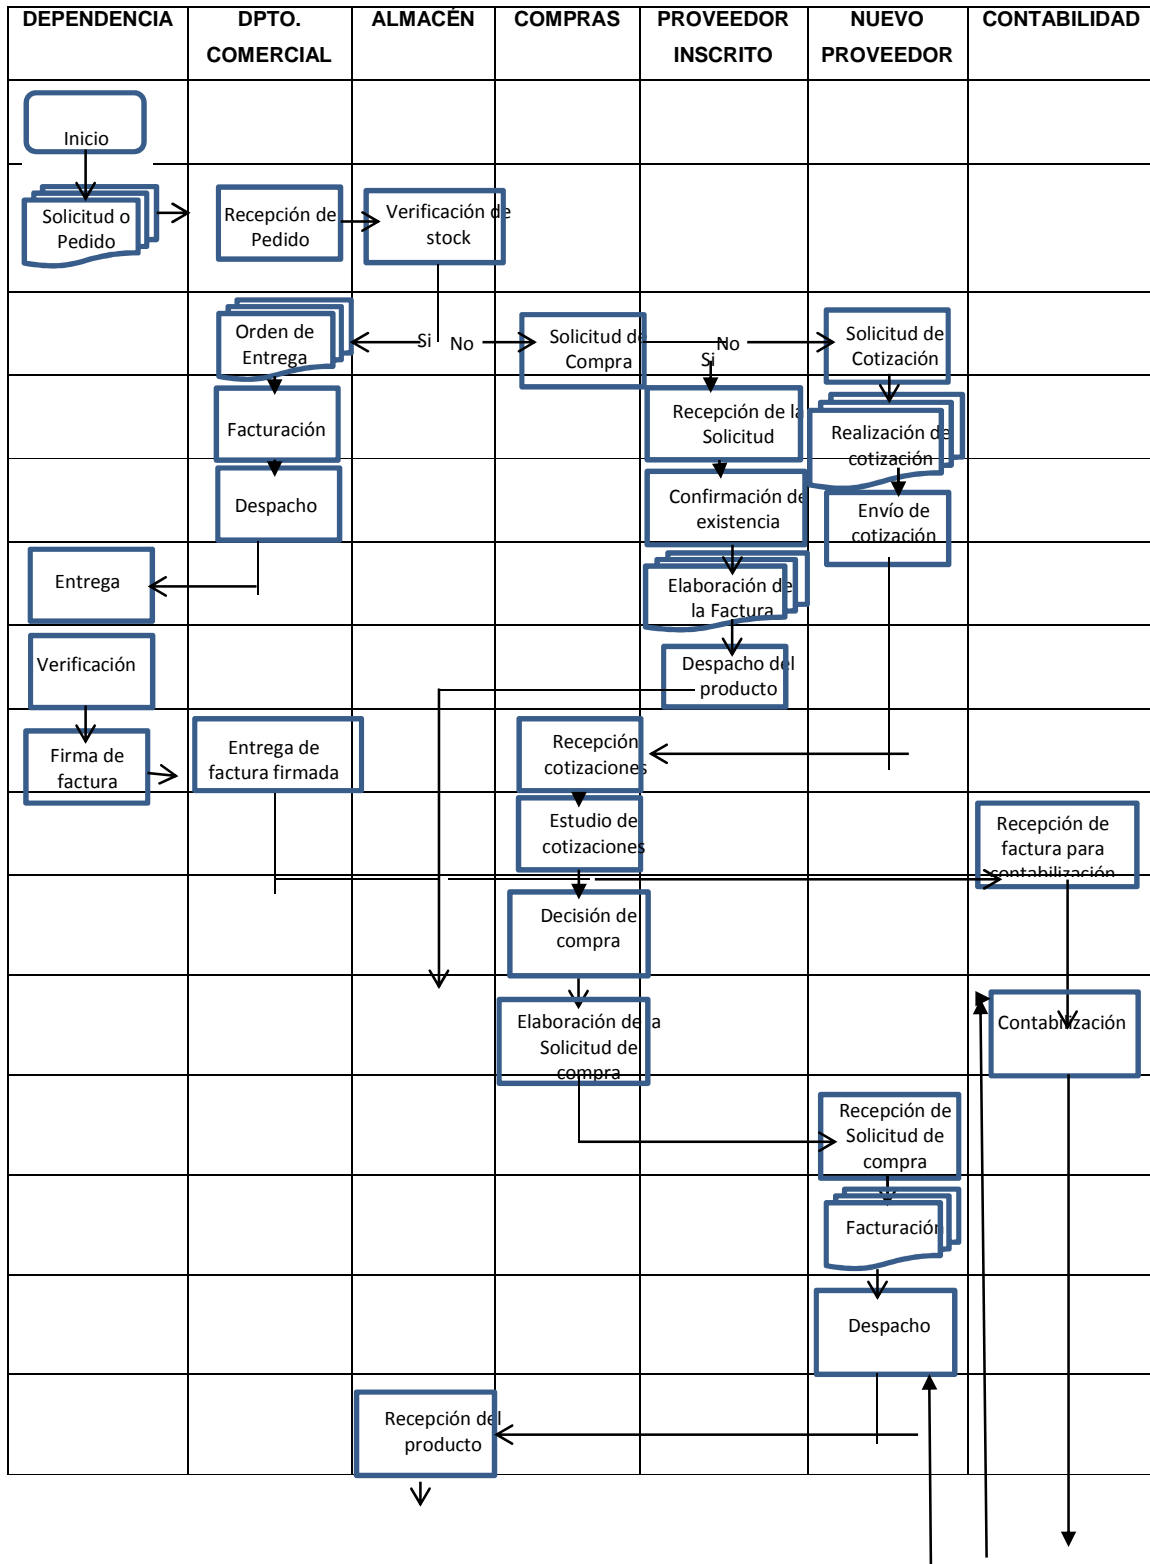 DEPENDENCIA
DPTO.
COMERCIAL
ALMACÉN
COMPRAS
PROVEEDOR
INSCRITO
NUEVO
PROVEEDOR
CONTABILIDAD
Inicio
Solicitud o
Pedido
Recepción de
Pedido
Verificación de
stock
Orden de
Entrega
Si
No
Solicitud de
Compra
No
Si
Solicitud de
Cotización
Facturación
Recepción de la
Solicitud
Realización de
cotización
Despacho
Confirmación de
existencia
Envío de
cotización
Entrega
Elaboración de
la Factura
Verificación
Despacho del
producto
Firma de
factura
Entrega de
factura firmada
Recepción
cotizaciones
Estudio de
cotizaciones
Recepción de
factura para
contabilización
Decisión de
compra
Elaboración de la
Solicitud de
compra
Contabilización
Recepción de
Solicitud de
compra
Facturación
Despacho
Recepción del
producto